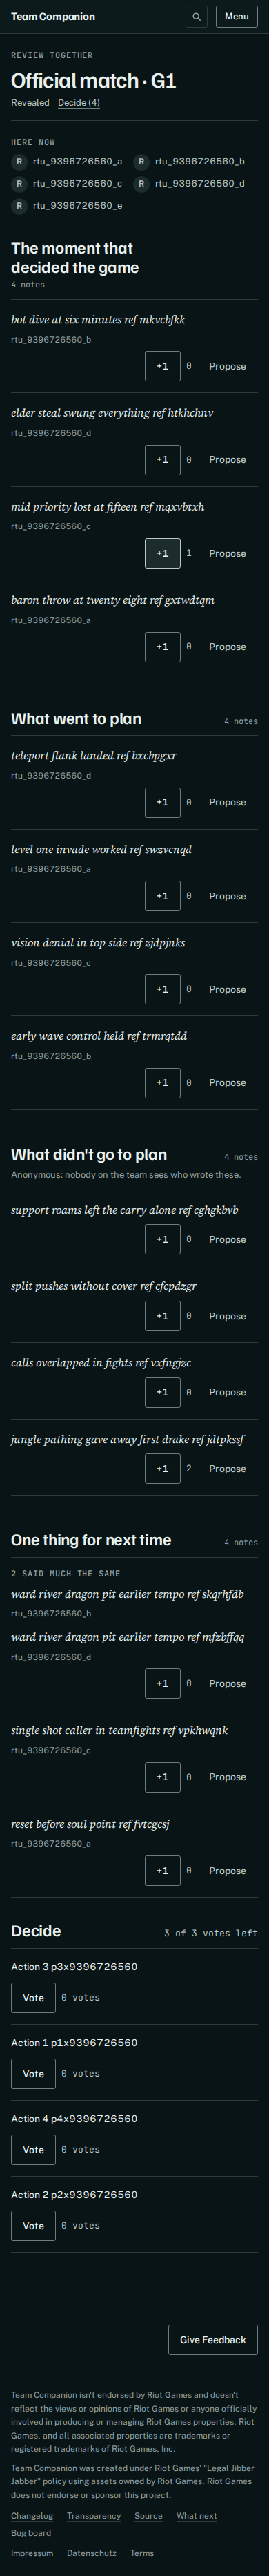 Team Companion
Menu
REVIEW TOGETHER
Official match · G1
Revealed Decide (4)
HERE NOW
R rtu_9396726560_a R rtu_9396726560_b
R rtu_9396726560_c R rtu_9396726560_d
R rtu_9396726560_e
The moment that
decided the game
4 notes
bot dive at six minutes ref mkvcbfkk
rtu_9396726560_b
+1 0 Propose
elder steal swung everything ref htkhchnv
rtu_9396726560_d
+1 0 Propose
mid priority lost at fifteen ref mqxvbtxh
rtu_9396726560_c
+1 1 Propose
baron throw at twenty eight ref gxtwdtqm
rtu_9396726560_a
+1 0 Propose
What went to plan 4 notes
teleport flank landed ref bxcbpgxr
rtu_9396726560_d
+1 0 Propose
level one invade worked ref swzvcnqd
rtu_9396726560_a
+1 0 Propose
vision denial in top side ref zjdpjnks
rtu_9396726560_c
+1 0 Propose
early wave control held ref trmrqtdd
rtu_9396726560_b
+1 0 Propose
What didn't go to plan 4 notes
Anonymous: nobody on the team sees who wrote these.
support roams left the carry alone ref cghgkbvb
+1 0 Propose
split pushes without cover ref cfcpdzgr
+1 0 Propose
calls overlapped in fights ref vxfngjzc
+1 0 Propose
jungle pathing gave away first drake ref jdtpkssf
+1 2 Propose
One thing for next time 4 notes
2 SAID MUCH THE SAME
ward river dragon pit earlier tempo ref skqrhfdb
rtu_9396726560_b
ward river dragon pit earlier tempo ref mfzbffqq
rtu_9396726560_d
+1 0 Propose
single shot caller in teamfights ref vpkhwqnk
rtu_9396726560_c
+1 0 Propose
reset before soul point ref fvtcgcsj
rtu_9396726560_a
+1 0 Propose
Decide 3 of 3 votes left
Action 3 p3x9396726560
Vote 0 votes
Action 1 p1x9396726560
Vote 0 votes
Action 4 p4x9396726560
Vote 0 votes
Action 2 p2x9396726560
Vote 0 votes
Give Feedback
Team Companion isn't endorsed by Riot Games and doesn't
reflect the views or opinions of Riot Games or anyone officially
involved in producing or managing Riot Games properties. Riot
Games, and all associated properties are trademarks or
registered trademarks of Riot Games, Inc.
Team Companion was created under Riot Games' "Legal Jibber
Jabber" policy using assets owned by Riot Games. Riot Games
does not endorse or sponsor this project.
Changelog Transparency Source What next
Bug board
Impressum Datenschutz Terms